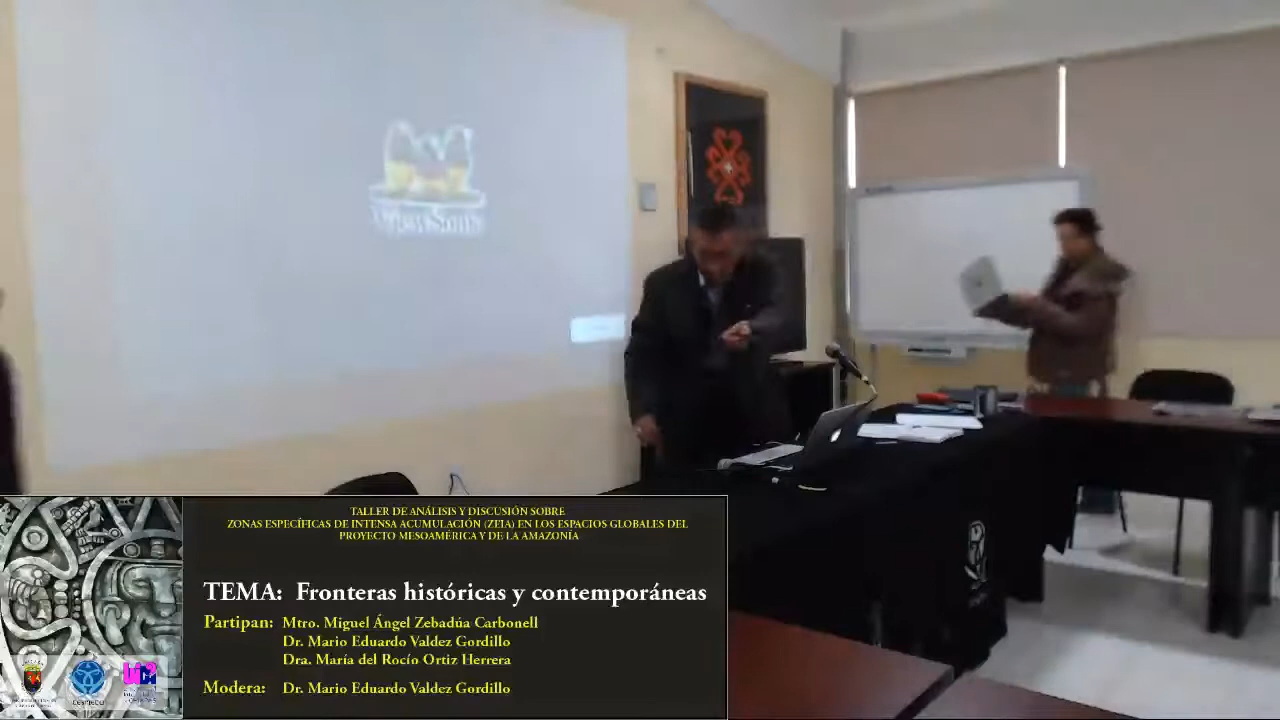 TALLER DE ANÁLISIS Y DISCUSIÓN SOBRE
ZONAS ESPECÍFICAS DE INTENSA ACUMULACIÓN (ZEIA) EN LOS ESPACIOS GLOBALES DEL
PROYECTO MESOAMÉRICA Y DE LA AMAZONÍA
TEMA: Fronteras históricas y contemporáneas
Partipan: Mtro. Miguel Ángel Zebadúa Carbonell
Dr. Mario Eduardo Valdez Gordillo
Dra. María del Rocío Ortiz Herrera
Modera: Dr. Mario Eduardo Valdez Gordillo